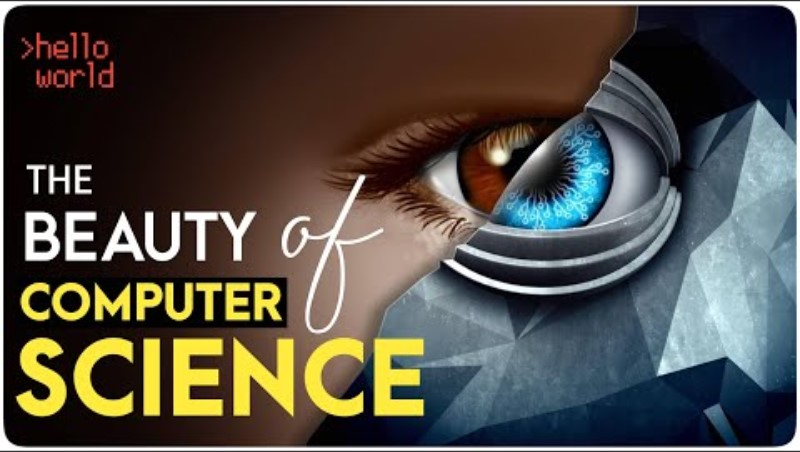 >hello
world
THE
BEAUTY of
COMPUTER
SCIENCE